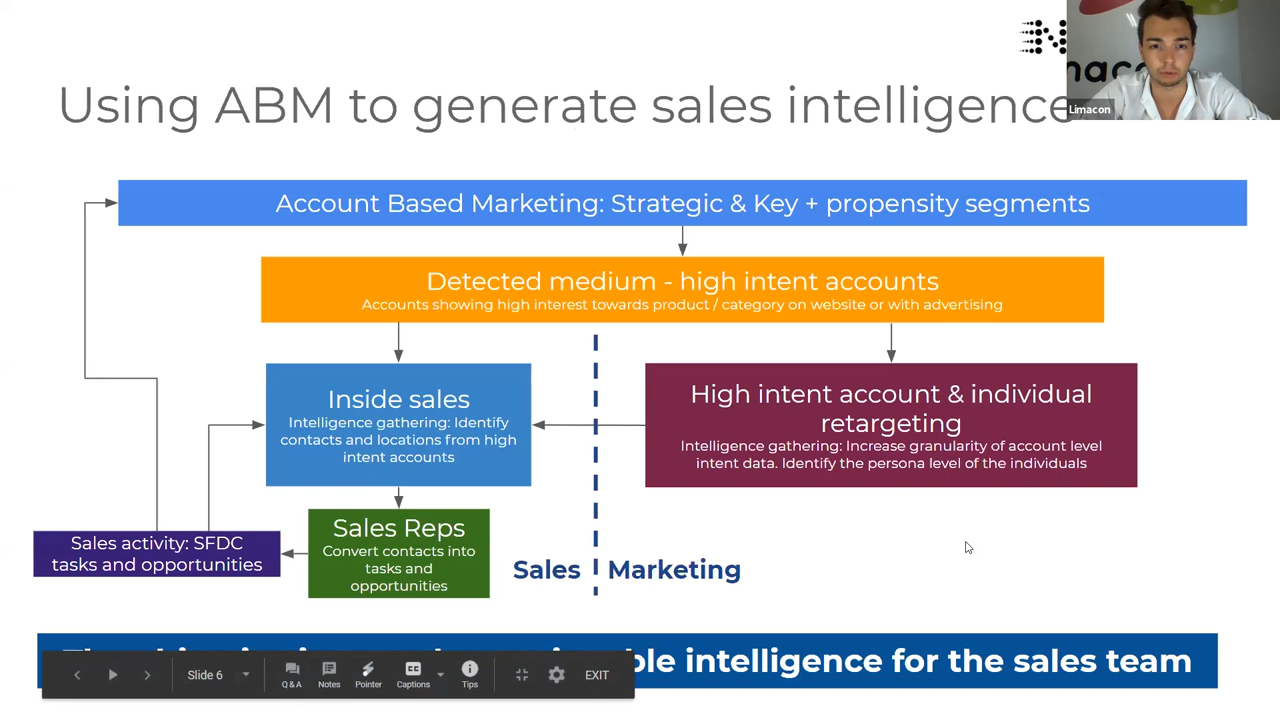 Using ABM to generate sales intelligence
Limacon
Account Based Marketing: Strategic & Key + propensity segments
Detected medium - high intent accounts
Accounts showing high interest towards product / category on website or with advertising
Inside sales
Intelligence gathering: Identify
contacts and locations from high
intent accounts
High intent account & individual
retargeting
Intelligence gathering: Increase granularity of account level
intent data. Identify the persona level of the individuals
Sales Reps
Convert contacts into
tasks and
opportunities
Sales activity: SFDC
tasks and opportunities
Sales
Marketing
intelligence for the sales team
Slide 6
Q & A
Notes
Pointer
CC
Captions
Tips
EXIT